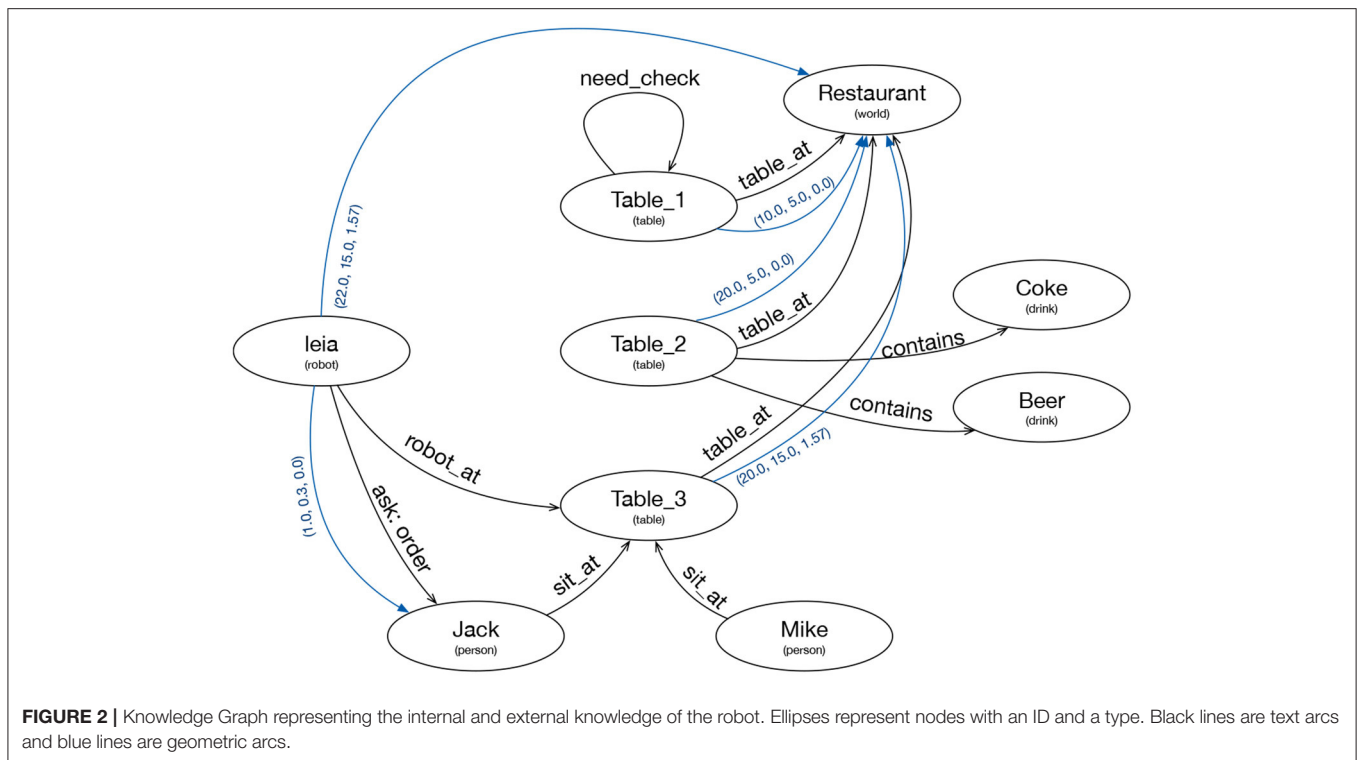 need_check
Restaurant
(world)
table_at
Table_1
(table)
(10.0, 5.0, 0.0)
(22.0, 15.0, 1.57)
(20.0, 5.0, 0.0)
Coke
(drink)
table_at
leia
(robot)
Table_2
(table)
contains
Beer
(drink)
contains
table_at
(20.0, 15.0, 1.57)
robot_at
(1.0, 0.3, 0.0)
ask: order
Table_3
(table)
sit_at
sit_at
Jack
(person)
Mike
(person)
FIGURE 2 | Knowledge Graph representing the internal and external knowledge of the robot. Ellipses represent nodes with an ID and a type. Black lines are text arcs
and blue lines are geometric arcs.